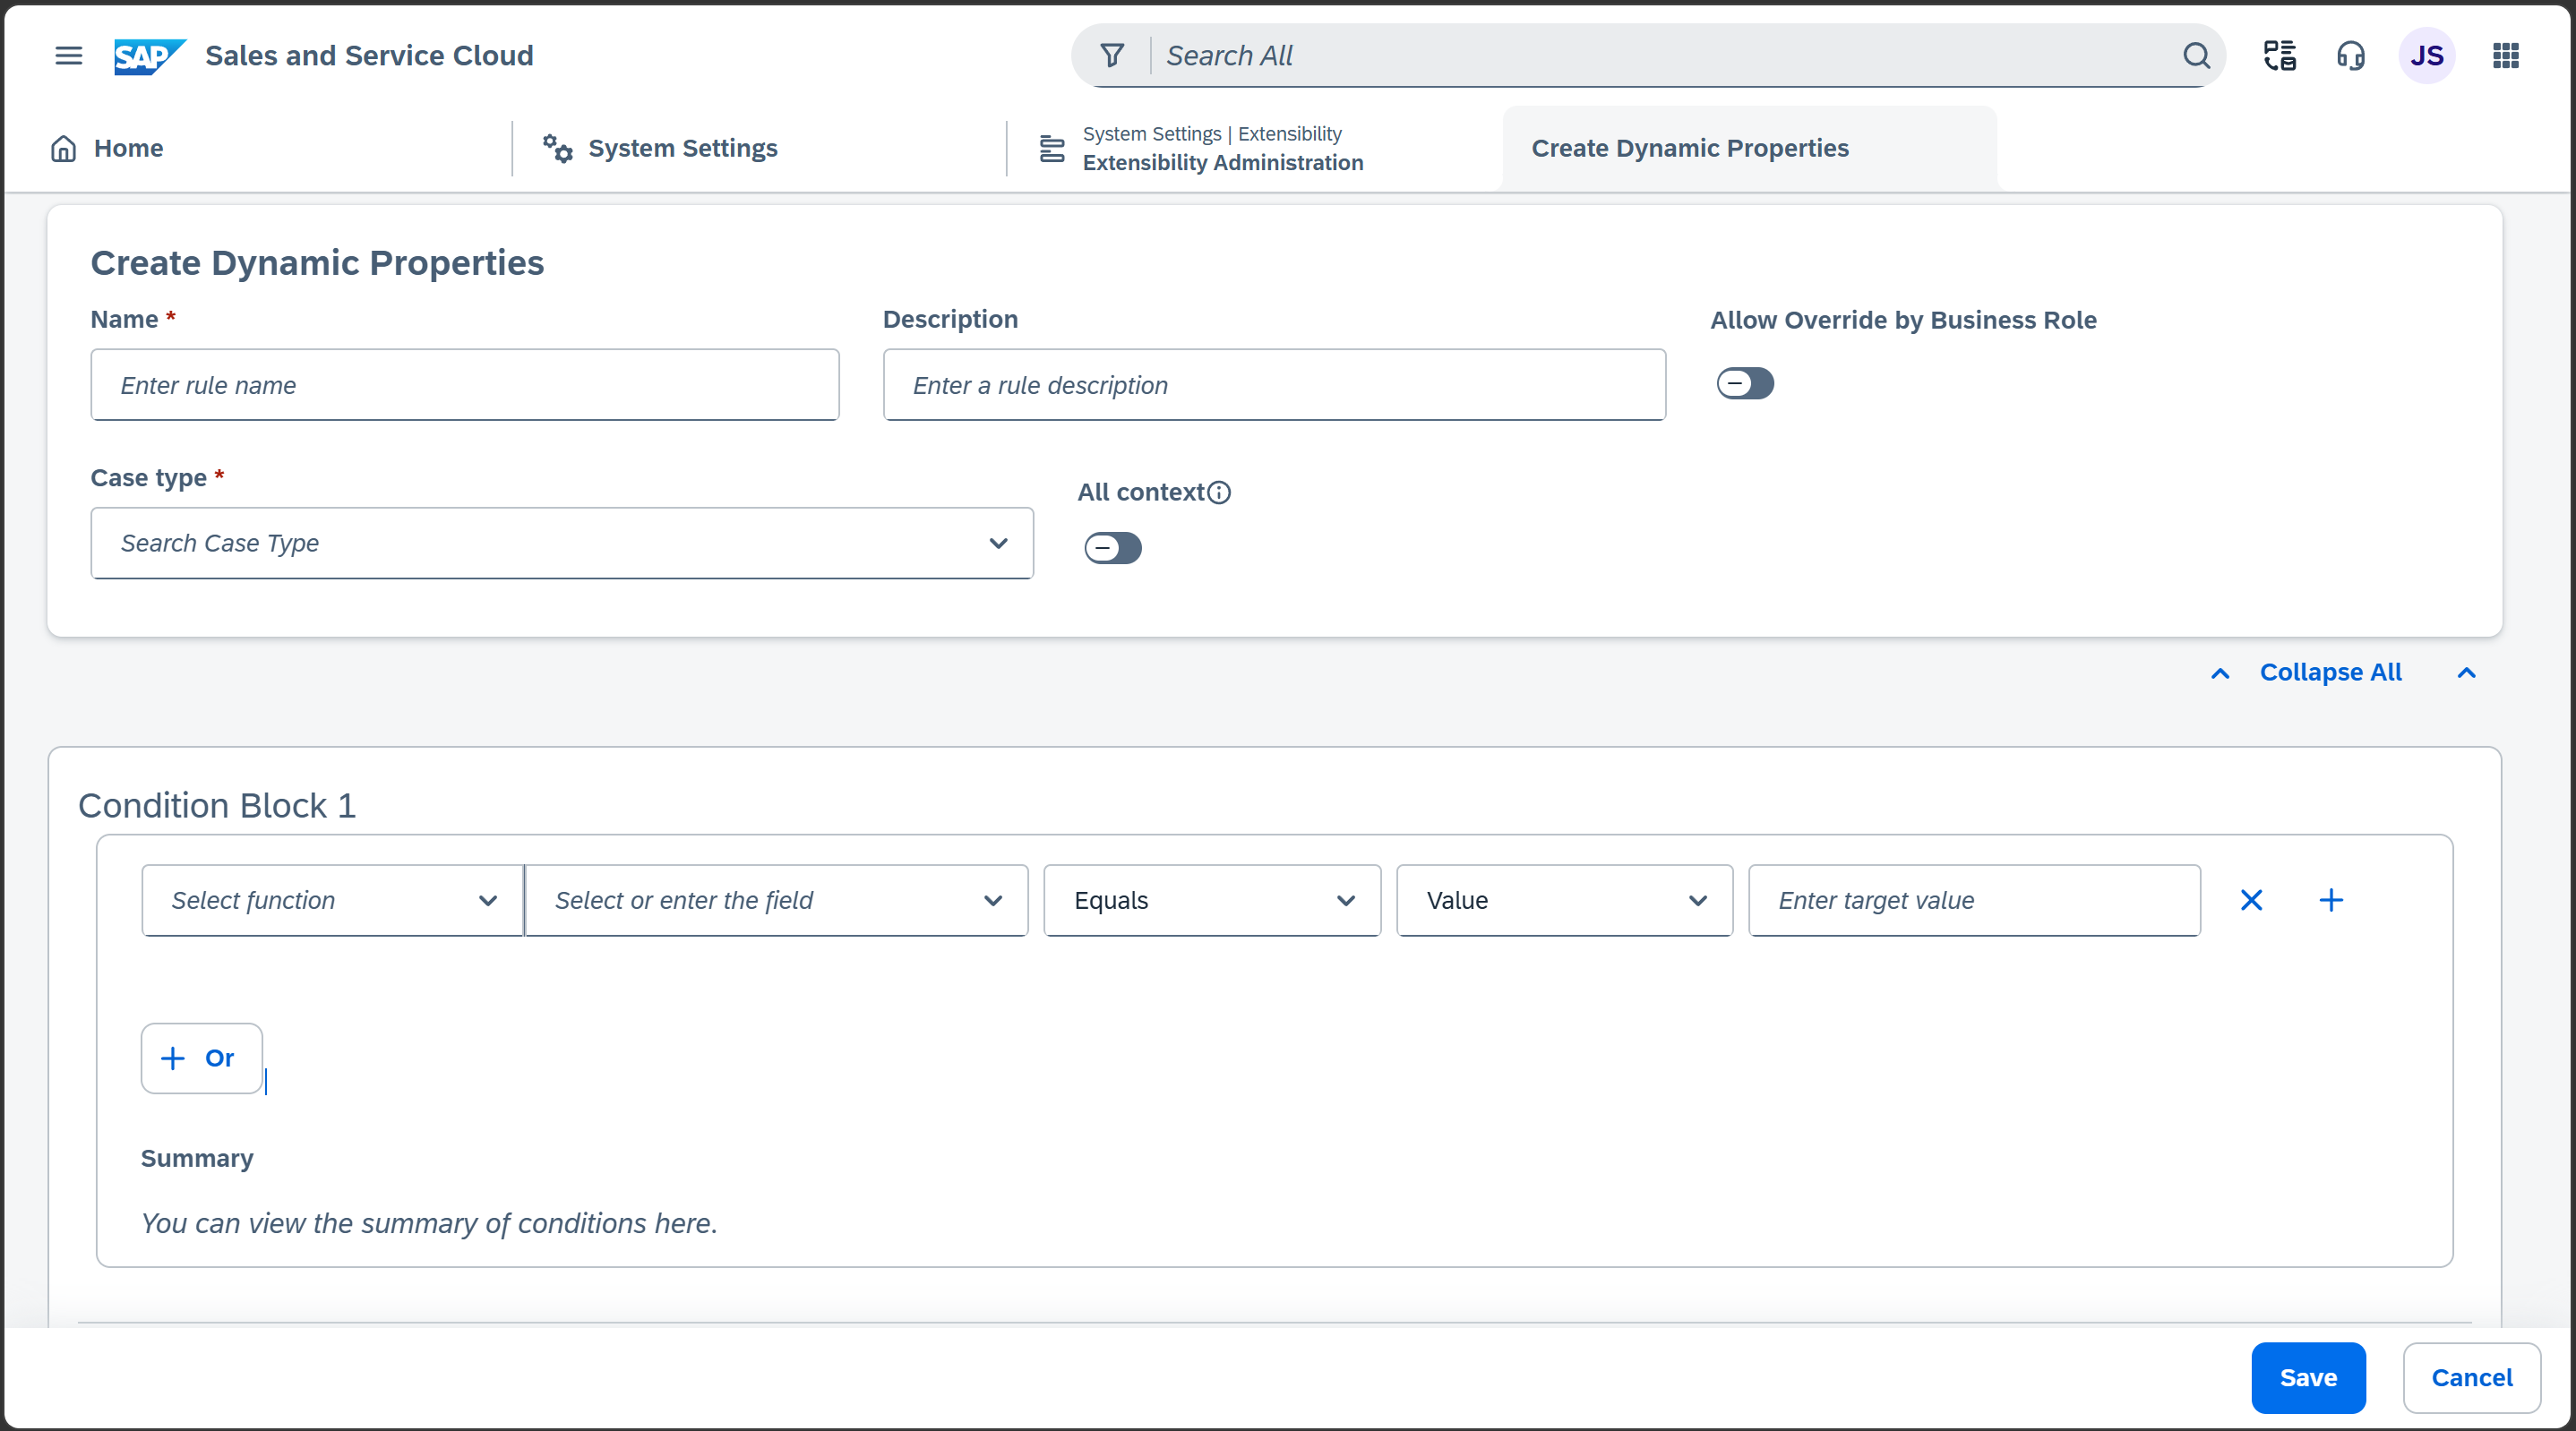 SAP Sales and Service Cloud
Search All
JS
Home
System Settings
System Settings | Extensibility
Extensibility Administration
Create Dynamic Properties
Create Dynamic Properties
Name *
Description
Allow Override by Business Role
Enter rule name
Enter a rule description
Case type *
All context
Search Case Type
Collapse All
Condition Block 1
Select function
Select or enter the field
Equals
Value
Enter target value
Or
Summary
You can view the summary of conditions here.
Save
Cancel